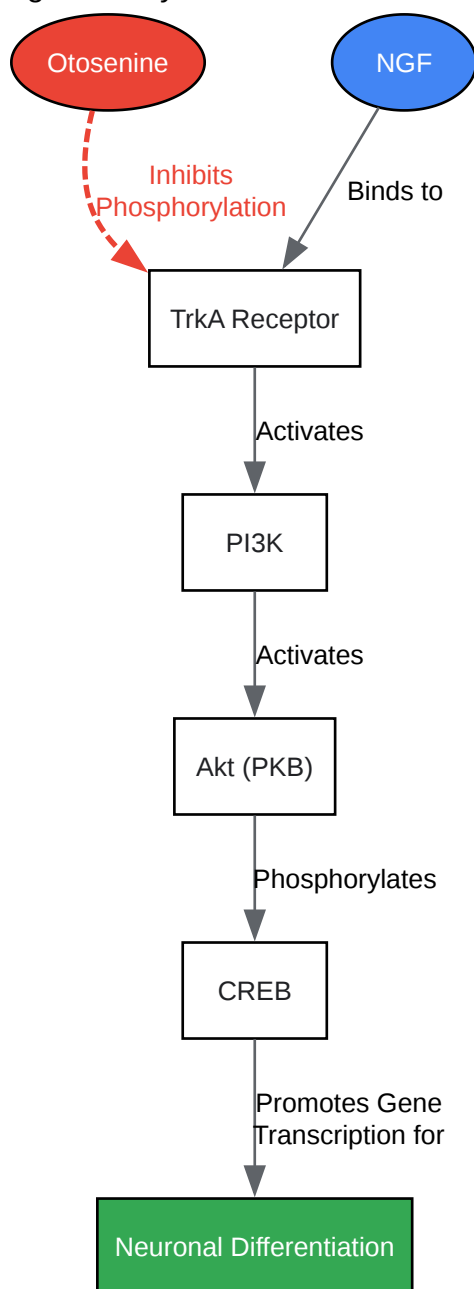 Otosenine
NGF
Inhibits
Phosphorylation
Binds to
TrkA Receptor
Activates
PI3K
Activates
Akt (PKB)
Phosphorylates
CREB
Promotes Gene
Transcription for
Neuronal Differentiation